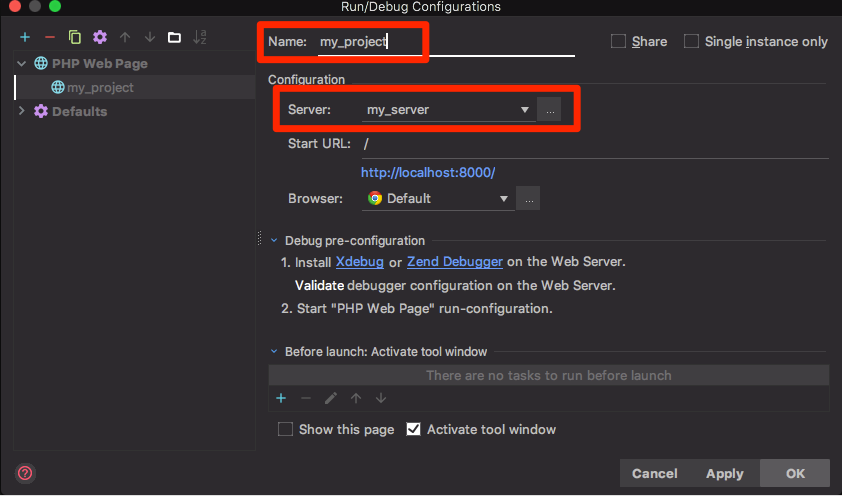 Run/Debug Configurations
Name: my_project
Share
Single instance only
PHP Web Page
my_project
Defaults
Configuration
Server: my_server
...
Start URL: /
http://localhost:8000/
Browser: Default
...
Debug pre-configuration
1. Install Xdebug or Zend Debugger on the Web Server.
Validate debugger configuration on the Web Server.
2. Start "PHP Web Page" run-configuration.
Before launch: Activate tool window
There are no tasks to run before launch
Show this page
Activate tool window
?
Cancel
Apply
OK